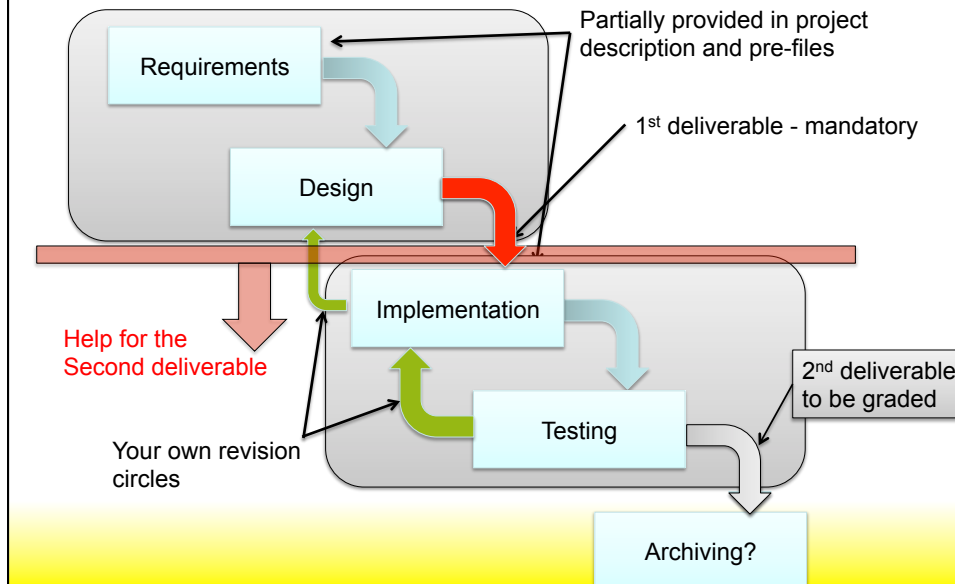 Partially provided in project
description and pre-files
Requirements
1st deliverable - mandatory
Design
Implementation
Help for the
Second deliverable
2nd deliverable
to be graded
Testing
Your own revision
circles
Archiving?